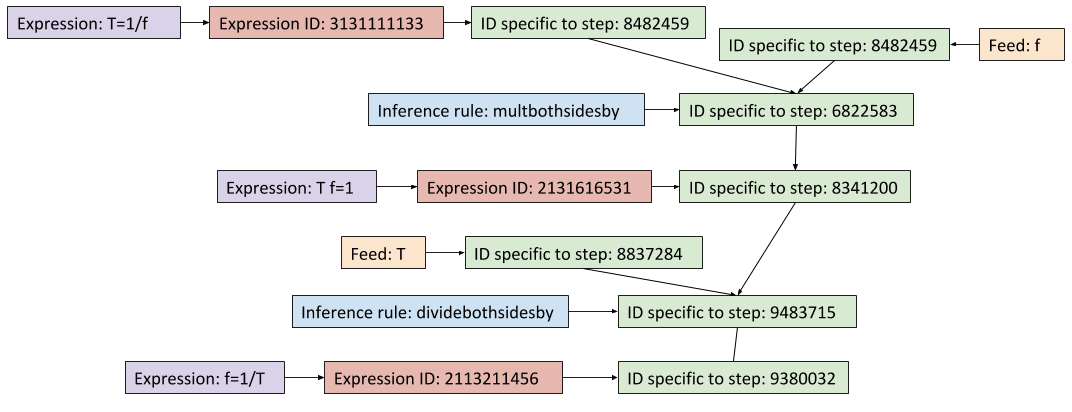 Expression: T=1/f
Expression ID: 3131111133
ID specific to step: 8482459
ID specific to step: 8482459
Feed: f
Inference rule: multbothsidesby
ID specific to step: 6822583
Expression: T f=1
Expression ID: 2131616531
ID specific to step: 8341200
Feed: T
ID specific to step: 8837284
Inference rule: dividebothsidesby
ID specific to step: 9483715
Expression: f=1/T
Expression ID: 2113211456
ID specific to step: 9380032